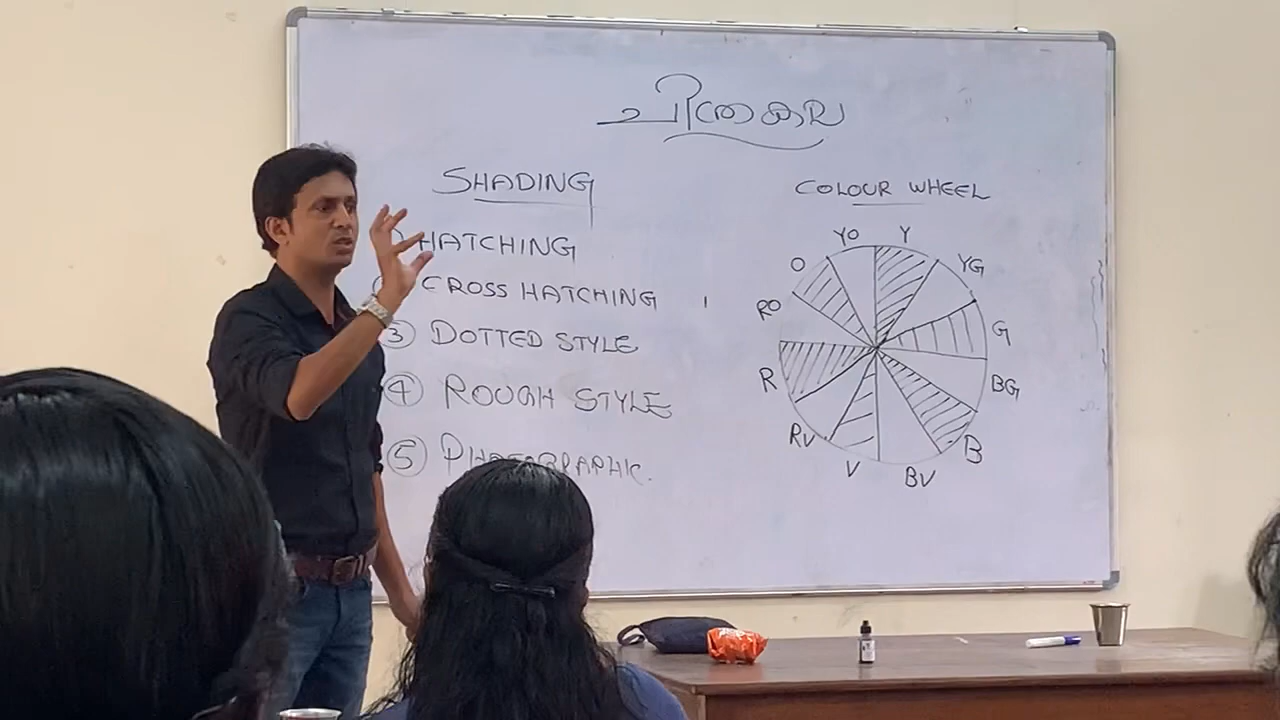 ചിത്രകല
SHADING
HATCHING
CROSS HATCHING
③ DOTTED STYLE
④ ROUGH STYLE
⑤
COLOUR WHEEL
YO Y
O YG
RO G
R BG
RV B
V BV